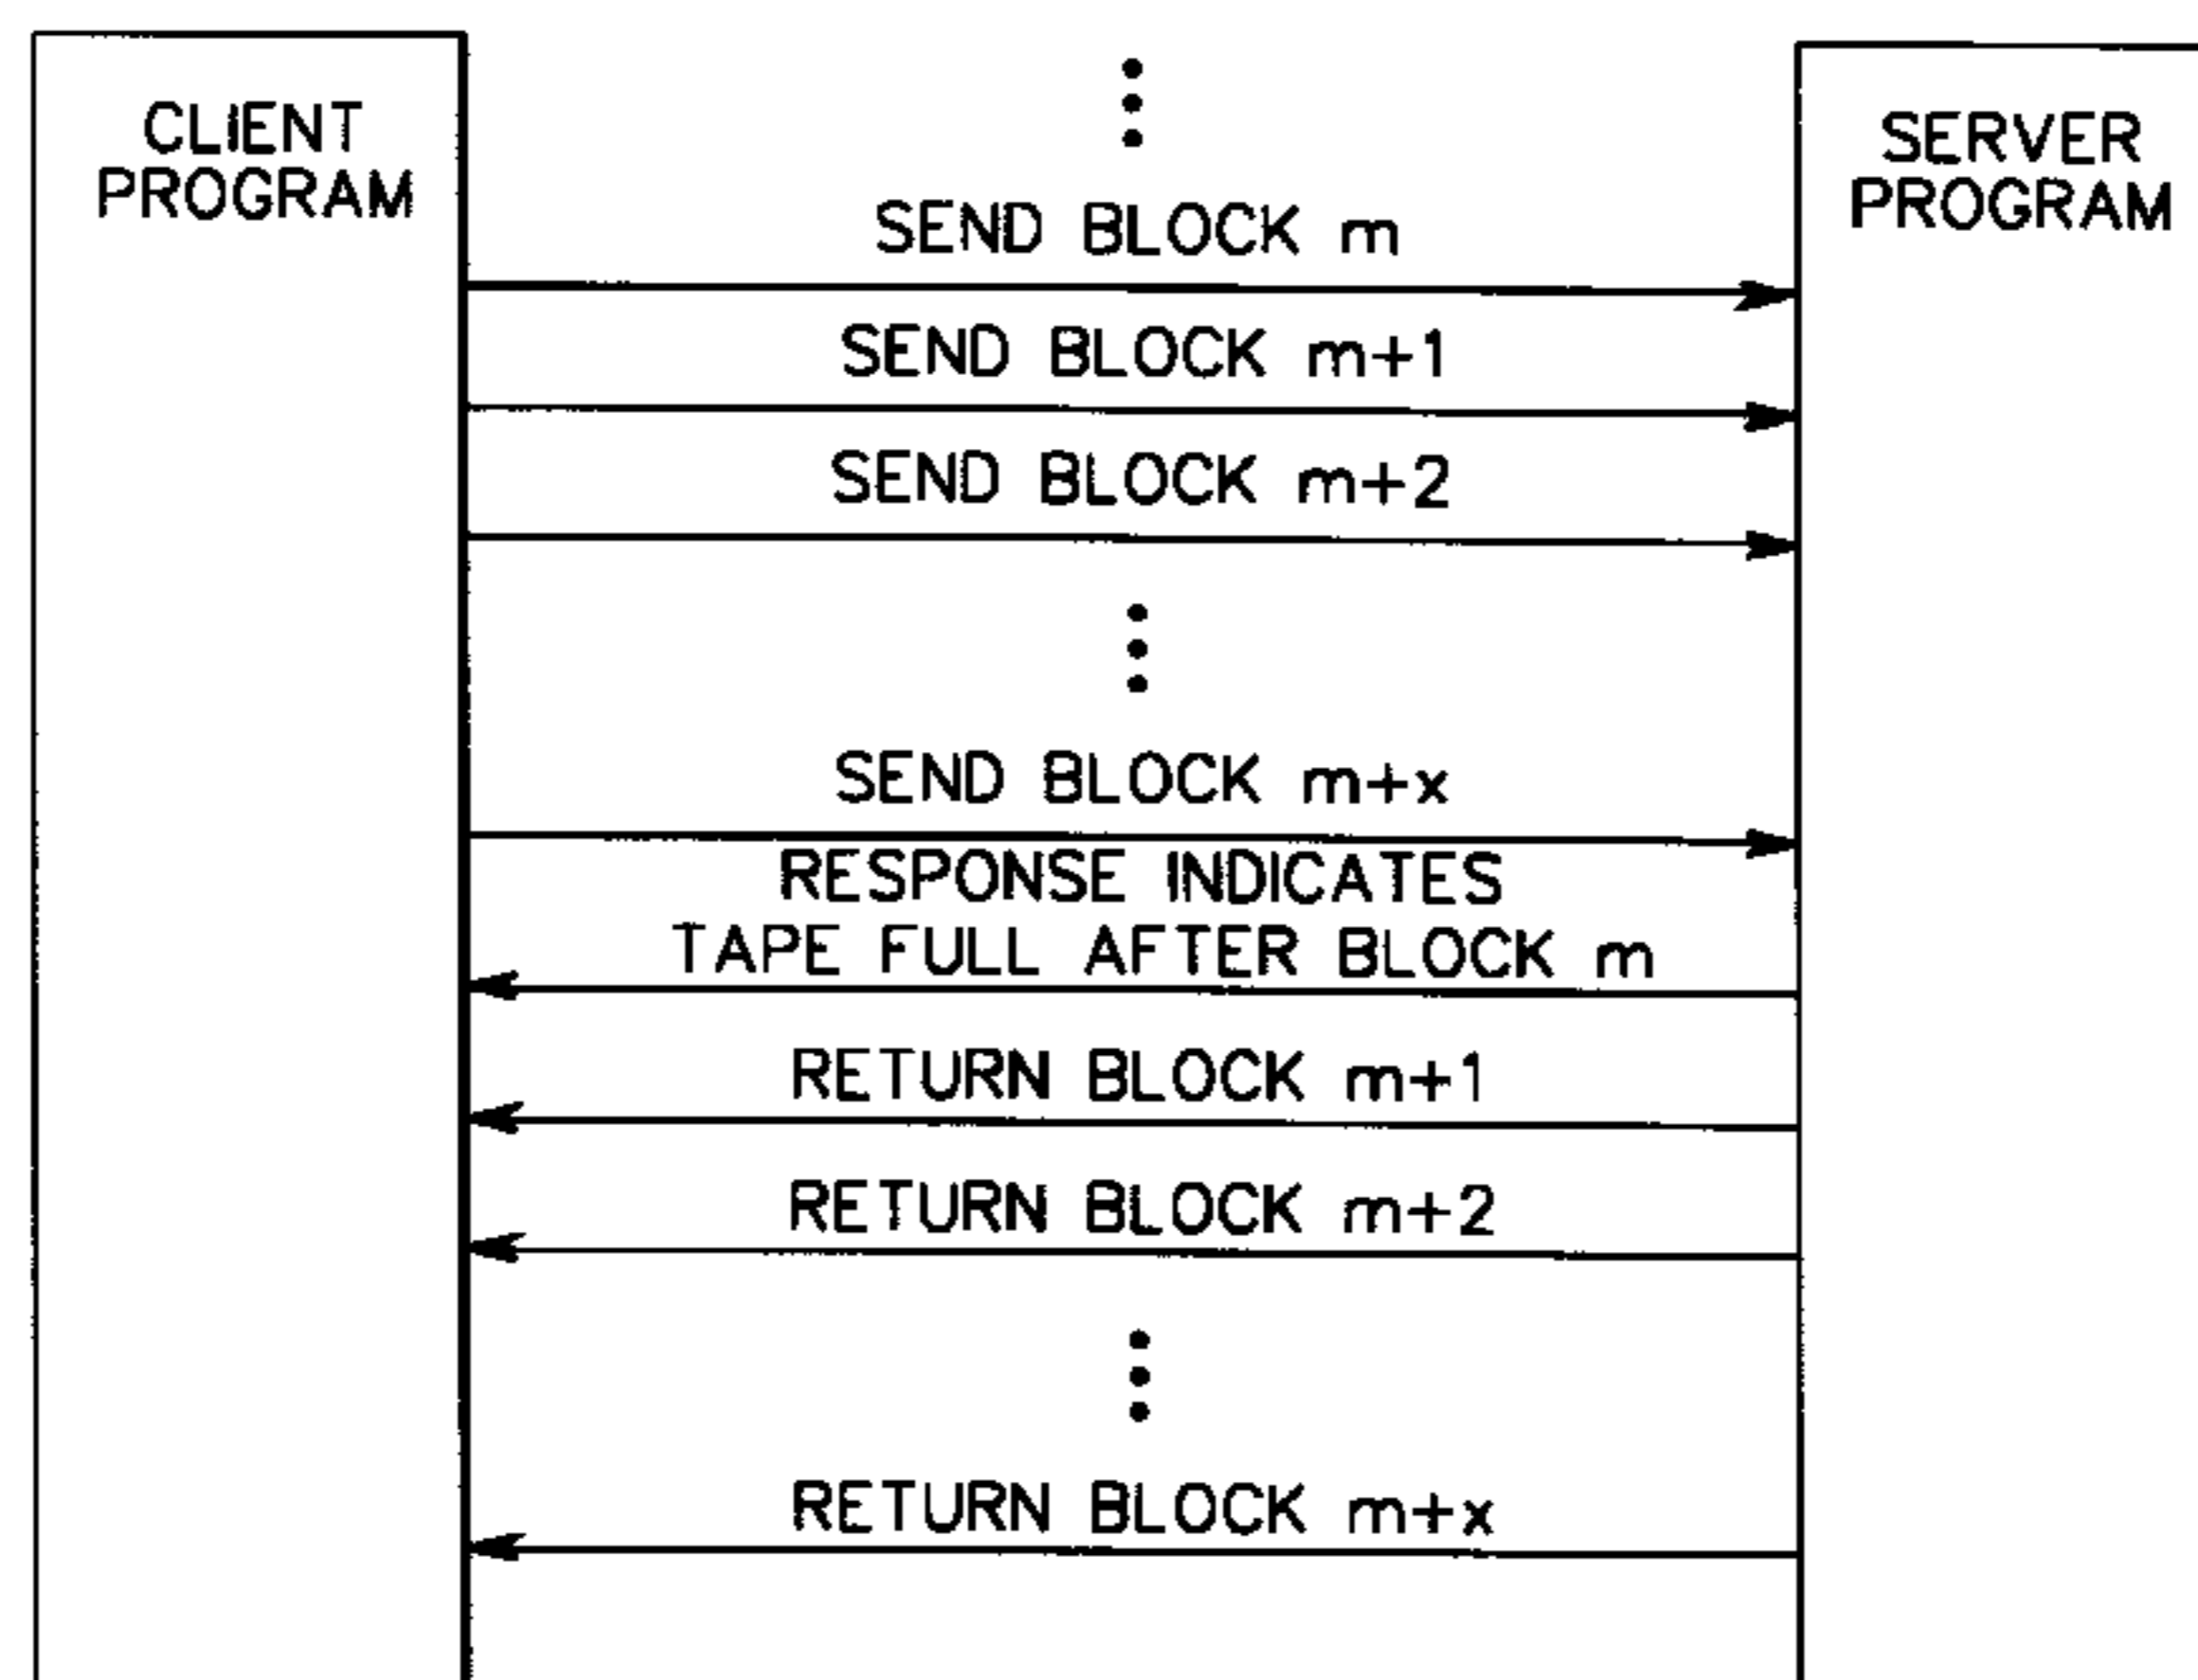 CLIENT
PROGRAM
SERVER
PROGRAM
SEND BLOCK m
SEND BLOCK m+1
SEND BLOCK m+2
SEND BLOCK m+x
RESPONSE INDICATES
TAPE FULL AFTER BLOCK m
RETURN BLOCK m+1
RETURN BLOCK m+2
RETURN BLOCK m+x